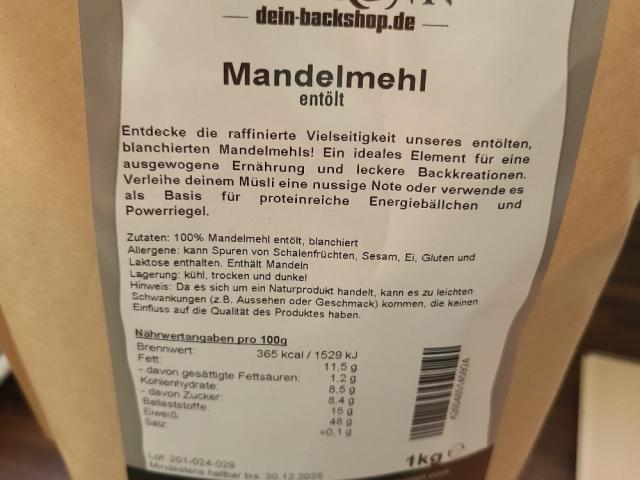 dein-backshop.de
Mandelmehl
entölt
Entdecke die raffinierte Vielseitigkeit unseres entölten,
blanchierten Mandelmehls! Ein ideales Element für eine
ausgewogene Ernährung und leckere Backkreationen.
Verleihe deinem Müsli eine nussige Note oder verwende es
als Basis für proteinreiche Energiebällchen und
Powerriegel.
Zutaten: 100% Mandelmehl entölt, blanchiert
Allergene: kann Spuren von Schalenfrüchten, Sesam, Ei, Gluten und
Laktose enthalten. Enthält Mandeln
Lagerung: kühl, trocken und dunkel
Hinweis: Da es sich um ein Naturprodukt handelt, kann es zu leichten
Schwankungen (z.B. Aussehen oder Geschmack) kommen, die keinen
Einfluss auf die Qualität des Produktes haben.
Nährwertangaben pro 100g
Brennwert: 365 kcal / 1529 kJ
Fett: 11,5 g
- davon gesättigte Fettsäuren: 1,2 g
Kohlenhydrate: 8,5 g
- davon Zucker: 8,4 g
Ballaststoffe: 15 g
Eiweiß: 48 g
Salz: <0,1 g
1kg e
Lot: 201-024-029
Mindestens haltbar bis: 30.12.2025